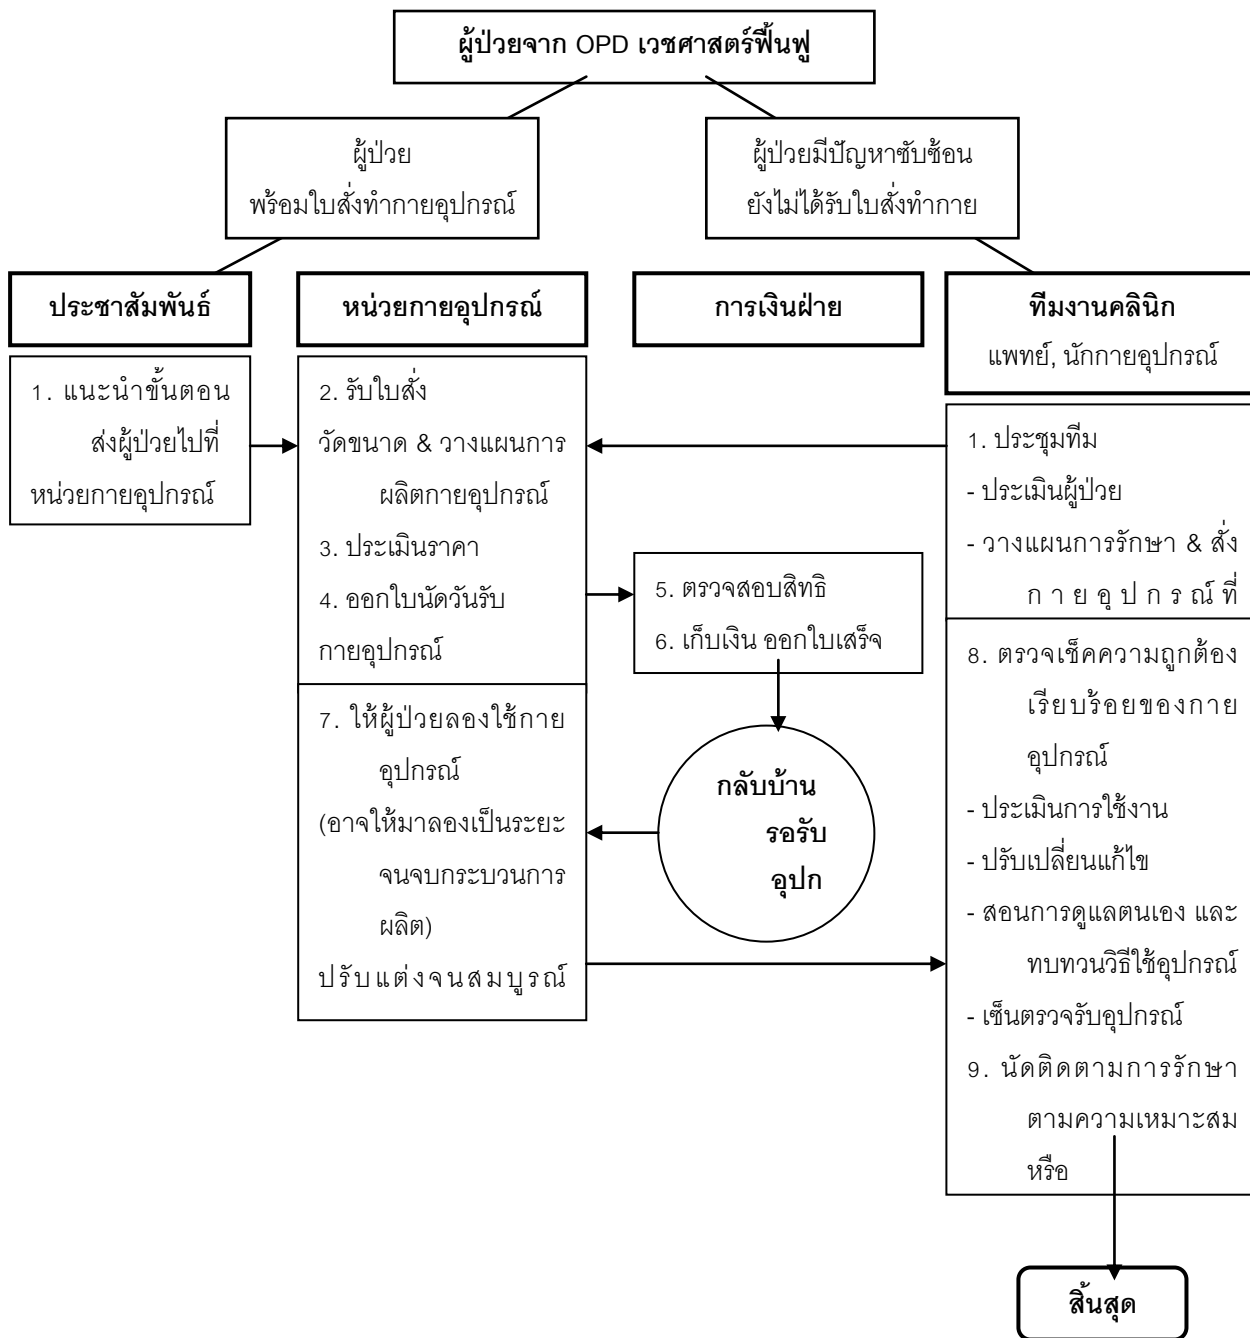 ผู้ป่วยจาก OPD เวชศาสตร์ฟื้นฟู
ผู้ป่วย
พร้อมใบสั่งทำกายอุปกรณ์
ผู้ป่วยมีปัญหาซับซ้อน
ยังไม่ได้รับใบสั่งทำกาย
ประชาสัมพันธ์
หน่วยกายอุปกรณ์
การเงินฝ่าย
ทีมงานคลินิก
แพทย์, นักกายอุปกรณ์
1. แนะนำขั้นตอน
ส่งผู้ป่วยไปที่
หน่วยกายอุปกรณ์
2. รับใบสั่ง
วัดขนาด & วางแผนการ
ผลิตกายอุปกรณ์
3. ประเมินราคา
4. ออกใบนัดวันรับ
กายอุปกรณ์
5. ตรวจสอบสิทธิ
6. เก็บเงิน ออกใบเสร็จ
1. ประชุมทีม
- ประเมินผู้ป่วย
- วางแผนการรักษา & สั่ง
กายอุปกรณ์ที่
7. ให้ผู้ป่วยลองใช้กาย
อุปกรณ์
(อาจให้มาลองเป็นระยะ
จนจบกระบวนการ
ผลิต)
ปรับแต่งจนสมบูรณ์
กลับบ้าน
รอรับ
อุปก
8. ตรวจเช็คความถูกต้อง
เรียบร้อยของกาย
อุปกรณ์
- ประเมินการใช้งาน
- ปรับเปลี่ยนแก้ไข
- สอนการดูแลตนเอง และ
ทบทวนวิธีใช้อุปกรณ์
- เซ็นตรวจรับอุปกรณ์
9. นัดติดตามการรักษา
ตามความเหมาะสม
หรือ
สิ้นสุด